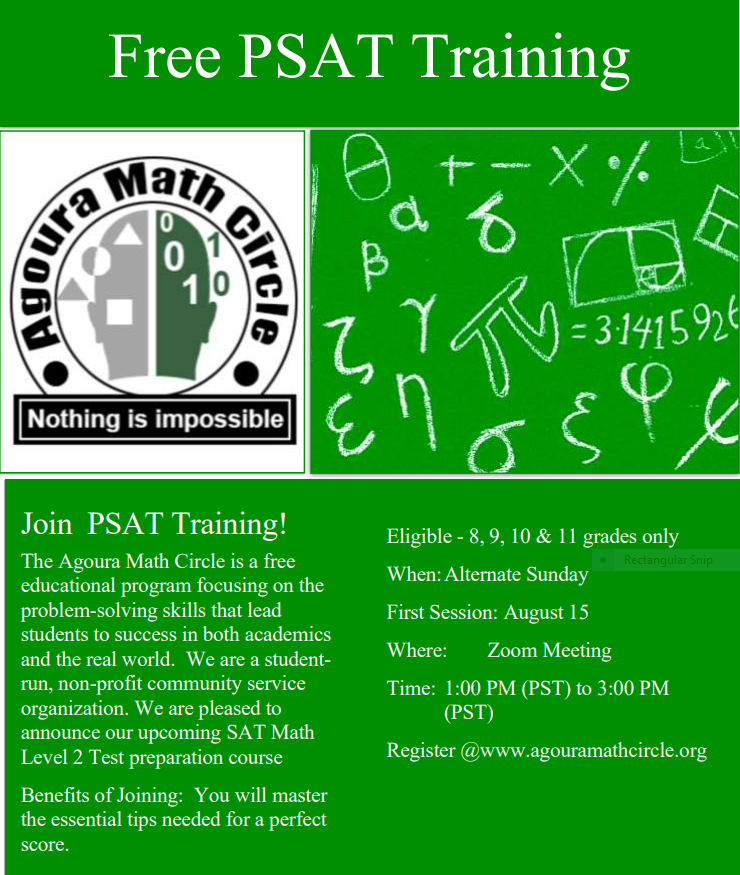 Free PSAT Training
Agoura Math Circle
0
0 1
1 0
Nothing is impossible
θ + − × %
a
α δ
β
γ π = 3·1415926
ζ
ε η σ ξ φ
Join PSAT Training!
The Agoura Math Circle is a free
educational program focusing on the
problem-solving skills that lead
students to success in both academics
and the real world. We are a student-
run, non-profit community service
organization. We are pleased to
announce our upcoming SAT Math
Level 2 Test preparation course
Benefits of Joining: You will master
the essential tips needed for a perfect
score.
Eligible - 8, 9, 10 & 11 grades only
Rectangular Snip
When: Alternate Sunday
First Session: August 15
Where: Zoom Meeting
Time: 1:00 PM (PST) to 3:00 PM
(PST)
Register @www.agouramathcircle.org